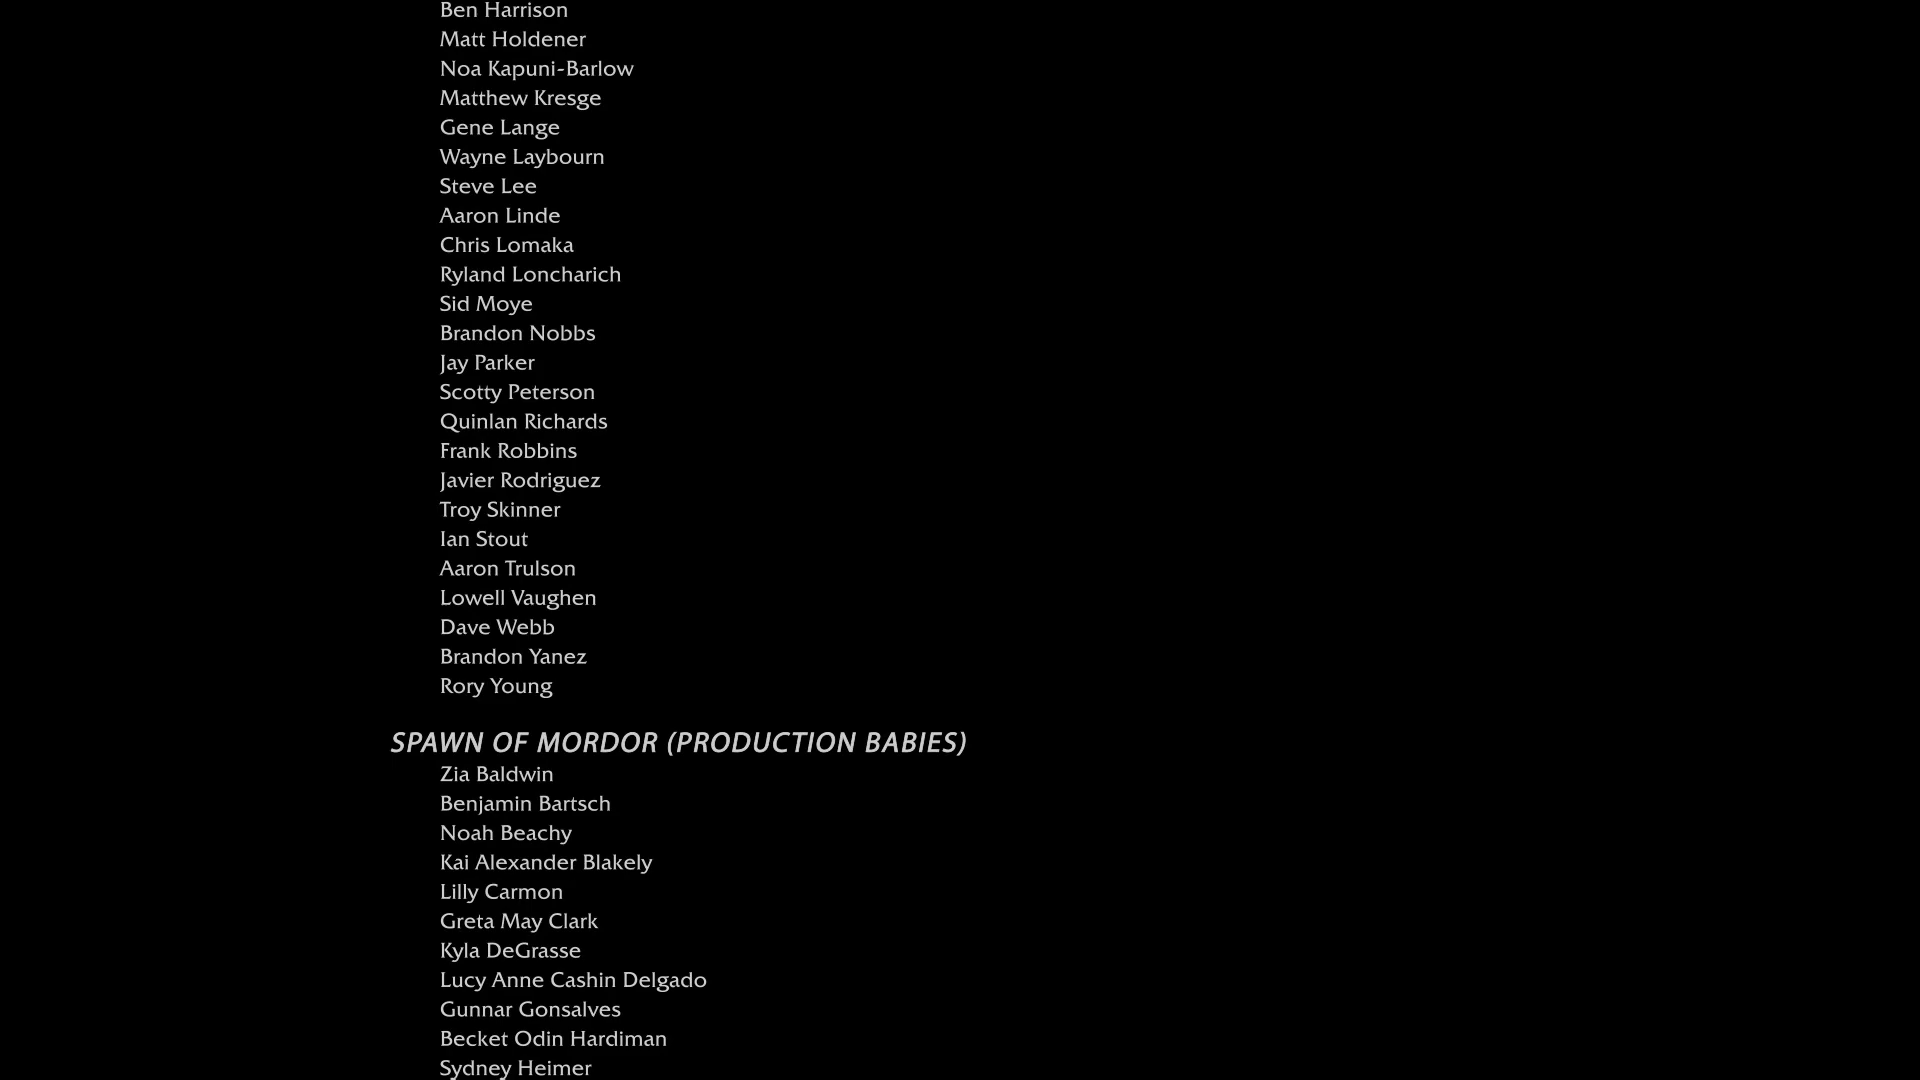 Ben Harrison
Matt Holdener
Noa Kapuni-Barlow
Matthew Kresge
Gene Lange
Wayne Laybourn
Steve Lee
Aaron Linde
Chris Lomaka
Ryland Loncharich
Sid Moye
Brandon Nobbs
Jay Parker
Scotty Peterson
Quinlan Richards
Frank Robbins
Javier Rodriguez
Troy Skinner
Ian Stout
Aaron Trulson
Lowell Vaughen
Dave Webb
Brandon Yanez
Rory Young
SPAWN OF MORDOR (PRODUCTION BABIES)
Zia Baldwin
Benjamin Bartsch
Noah Beachy
Kai Alexander Blakely
Lilly Carmon
Greta May Clark
Kyla DeGrasse
Lucy Anne Cashin Delgado
Gunnar Gonsalves
Becket Odin Hardiman
Sydney Heimer